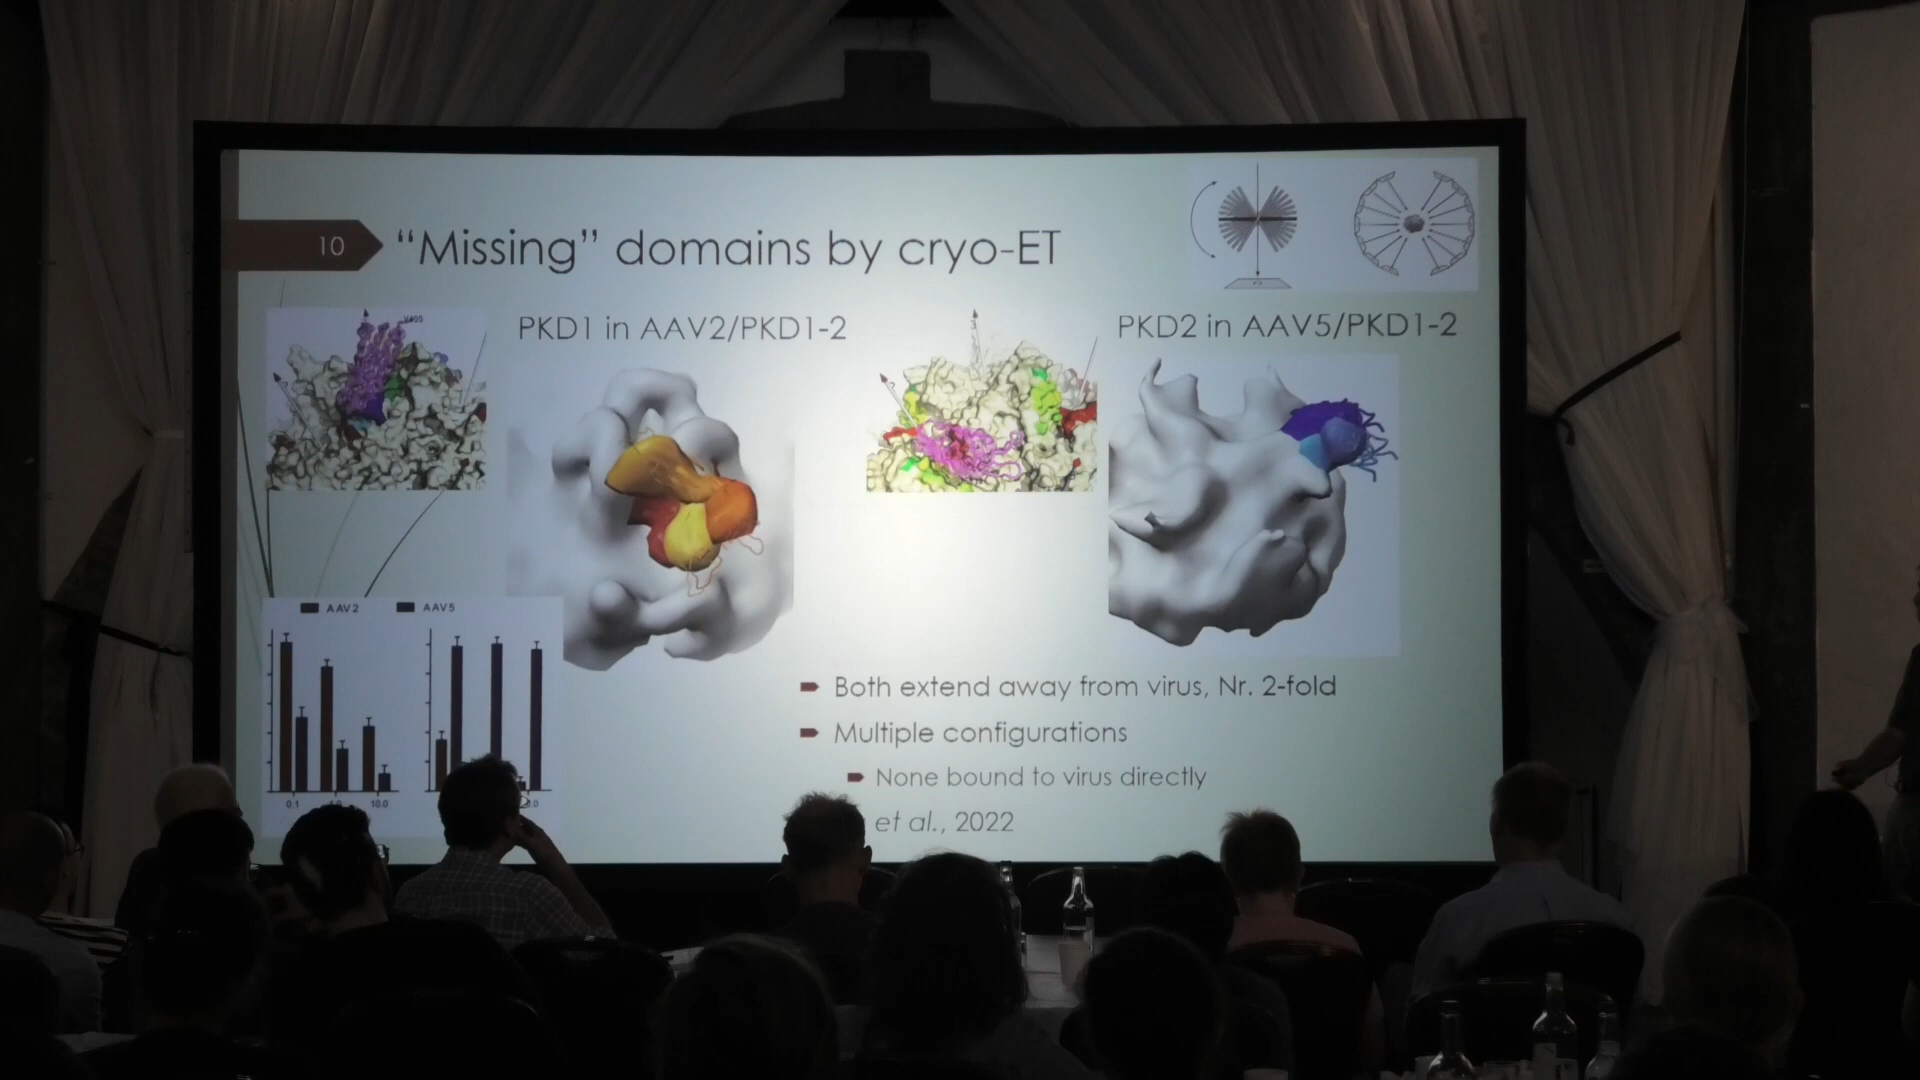 10
"Missing" domains by cryo-ET
PKD1 in AAV2/PKD1-2
PKD2 in AAV5/PKD1-2
AAV2 AAV5
0.1 10.0
Both extend away from virus, Nr. 2-fold
Multiple configurations
None bound to virus directly
et al., 2022